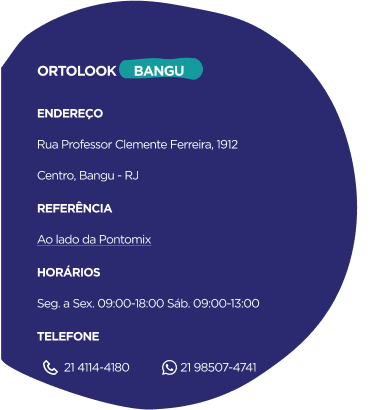 ORTOLOOK BANGU
ENDEREÇO
Rua Professor Clemente Ferreira, 1912
Centro, Bangu - RJ
REFERÊNCIA
Ao lado da Pontomix
HORÁRIOS
Seg. a Sex. 09:00-18:00 Sáb. 09:00-13:00
TELEFONE
21 4114-4180 21 98507-4741